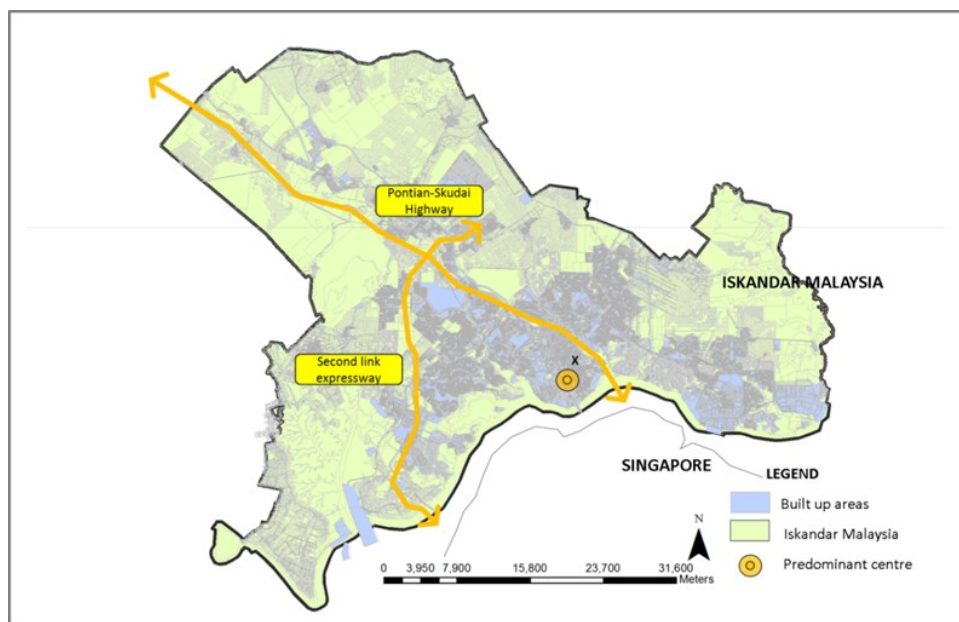 Pontian-Skudai
Highway
ISKANDAR MALAYSIA
Second link
expressway
X
SINGAPORE
LEGEND
Built up areas
Iskandar Malaysia
Predominant centre
N
0 3,950 7,900 15,800 23,700 31,600
Meters